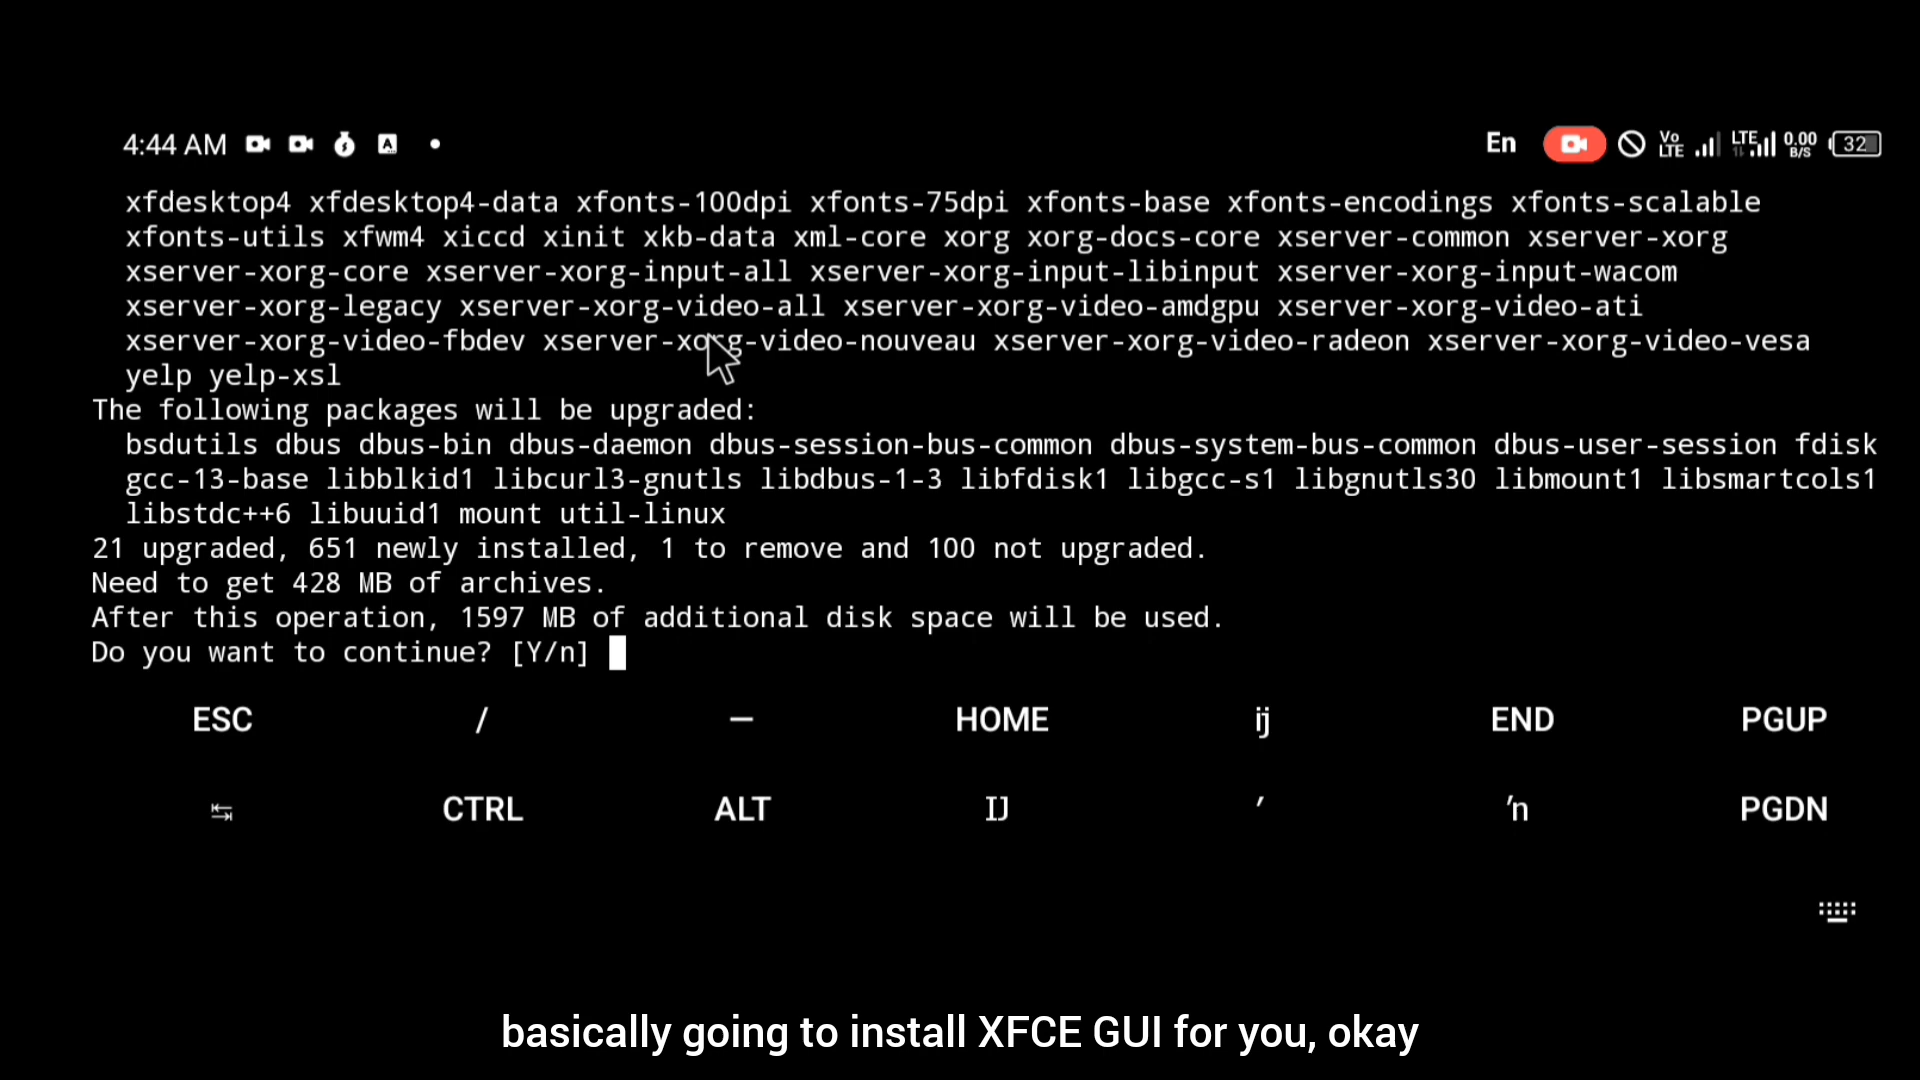 4:44 AM
En
Vo LTE
LTE
0.00 B/S
32
xfdesktop4 xfdesktop4-data xfonts-100dpi xfonts-75dpi xfonts-base xfonts-encodings xfonts-scalable
xfonts-utils xfwm4 xiccd xinit xkb-data xml-core xorg xorg-docs-core xserver-common xserver-xorg
xserver-xorg-core xserver-xorg-input-all xserver-xorg-input-libinput xserver-xorg-input-wacom
xserver-xorg-legacy xserver-xorg-video-all xserver-xorg-video-amdgpu xserver-xorg-video-ati
xserver-xorg-video-fbdev xserver-xorg-video-nouveau xserver-xorg-video-radeon xserver-xorg-video-vesa
yelp yelp-xsl
The following packages will be upgraded:
bsdutils dbus dbus-bin dbus-daemon dbus-session-bus-common dbus-system-bus-common dbus-user-session fdisk
gcc-13-base libblkid1 libcurl3-gnutls libdbus-1-3 libfdisk1 libgcc-s1 libgnutls30 libmount1 libsmartcols1
libstdc++6 libuuid1 mount util-linux
21 upgraded, 651 newly installed, 1 to remove and 100 not upgraded.
Need to get 428 MB of archives.
After this operation, 1597 MB of additional disk space will be used.
Do you want to continue? [Y/n]
ESC / — HOME ĳ END PGUP
↹ CTRL ALT Ĳ ′ ŉ PGDN
basically going to install XFCE GUI for you, okay